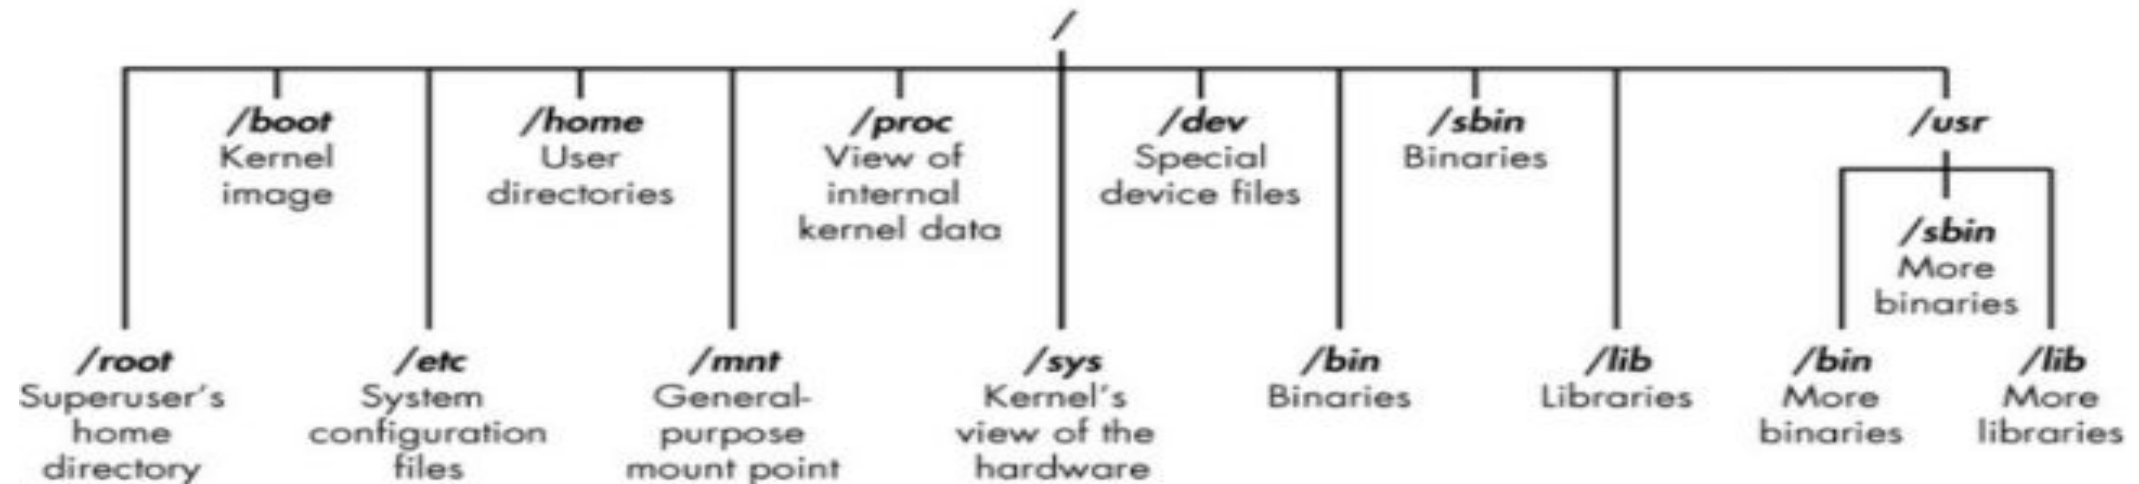 /
/boot
Kernel
image
/home
User
directories
/proc
View of
internal
kernel data
/dev
Special
device files
/sbin
Binaries
/usr
/sbin
More
binaries
/root
Superuser's
home
directory
/etc
System
configuration
files
/mnt
General-
purpose
mount point
/sys
Kernel's
view of the
hardware
/bin
Binaries
/lib
Libraries
/bin
More
binaries
/lib
More
libraries